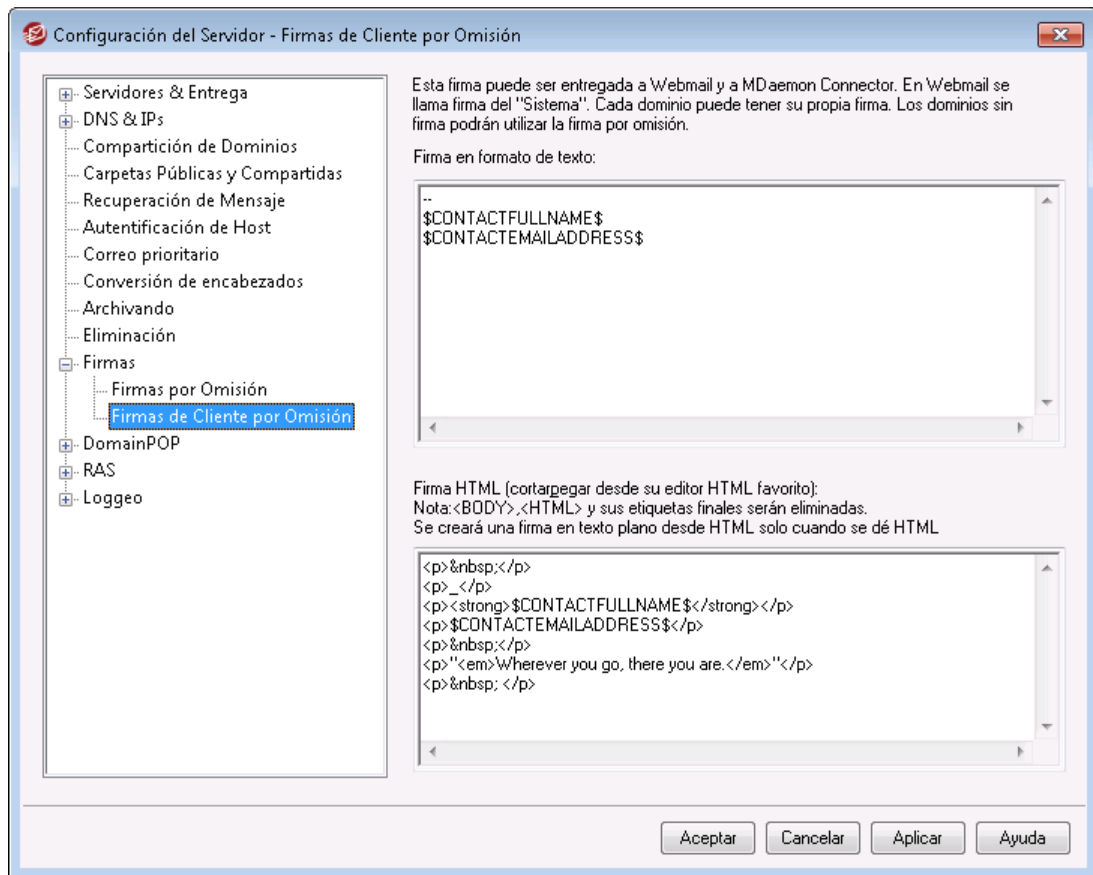 Configuración del Servidor - Firmas de Cliente por Omisión
Servidores & Entrega
DNS & IPs
Compartición de Dominios
Carpetas Públicas y Compartidas
Recuperación de Mensaje
Autentificación de Host
Correo prioritario
Conversión de encabezados
Archivando
Eliminación
Firmas
Firmas por Omisión
Firmas de Cliente por Omisión
DomainPOP
RAS
Loggeo
Esta firma puede ser entregada a Webmail y a MDaemon Connector. En Webmail se
llama firma del "Sistema". Cada dominio puede tener su propia firma. Los dominios sin
firma podrán utilizar la firma por omisión.
Firma en formato de texto:
--
$CONTACTFULLNAME$
$CONTACTEMAILADDRESS$
Firma HTML (cortarpegar desde su editor HTML favorito):
Nota:<BODY>,<HTML> y sus etiquetas finales serán eliminadas.
Se creará una firma en texto plano desde HTML solo cuando se dé HTML
<p>&nbsp;</p>
<p>_</p>
<p><strong>$CONTACTFULLNAME$</strong></p>
<p>$CONTACTEMAILADDRESS$</p>
<p>&nbsp;</p>
<p>"<em>Wherever you go, there you are.</em>"</p>
<p>&nbsp; </p>
Aceptar
Cancelar
Aplicar
Ayuda